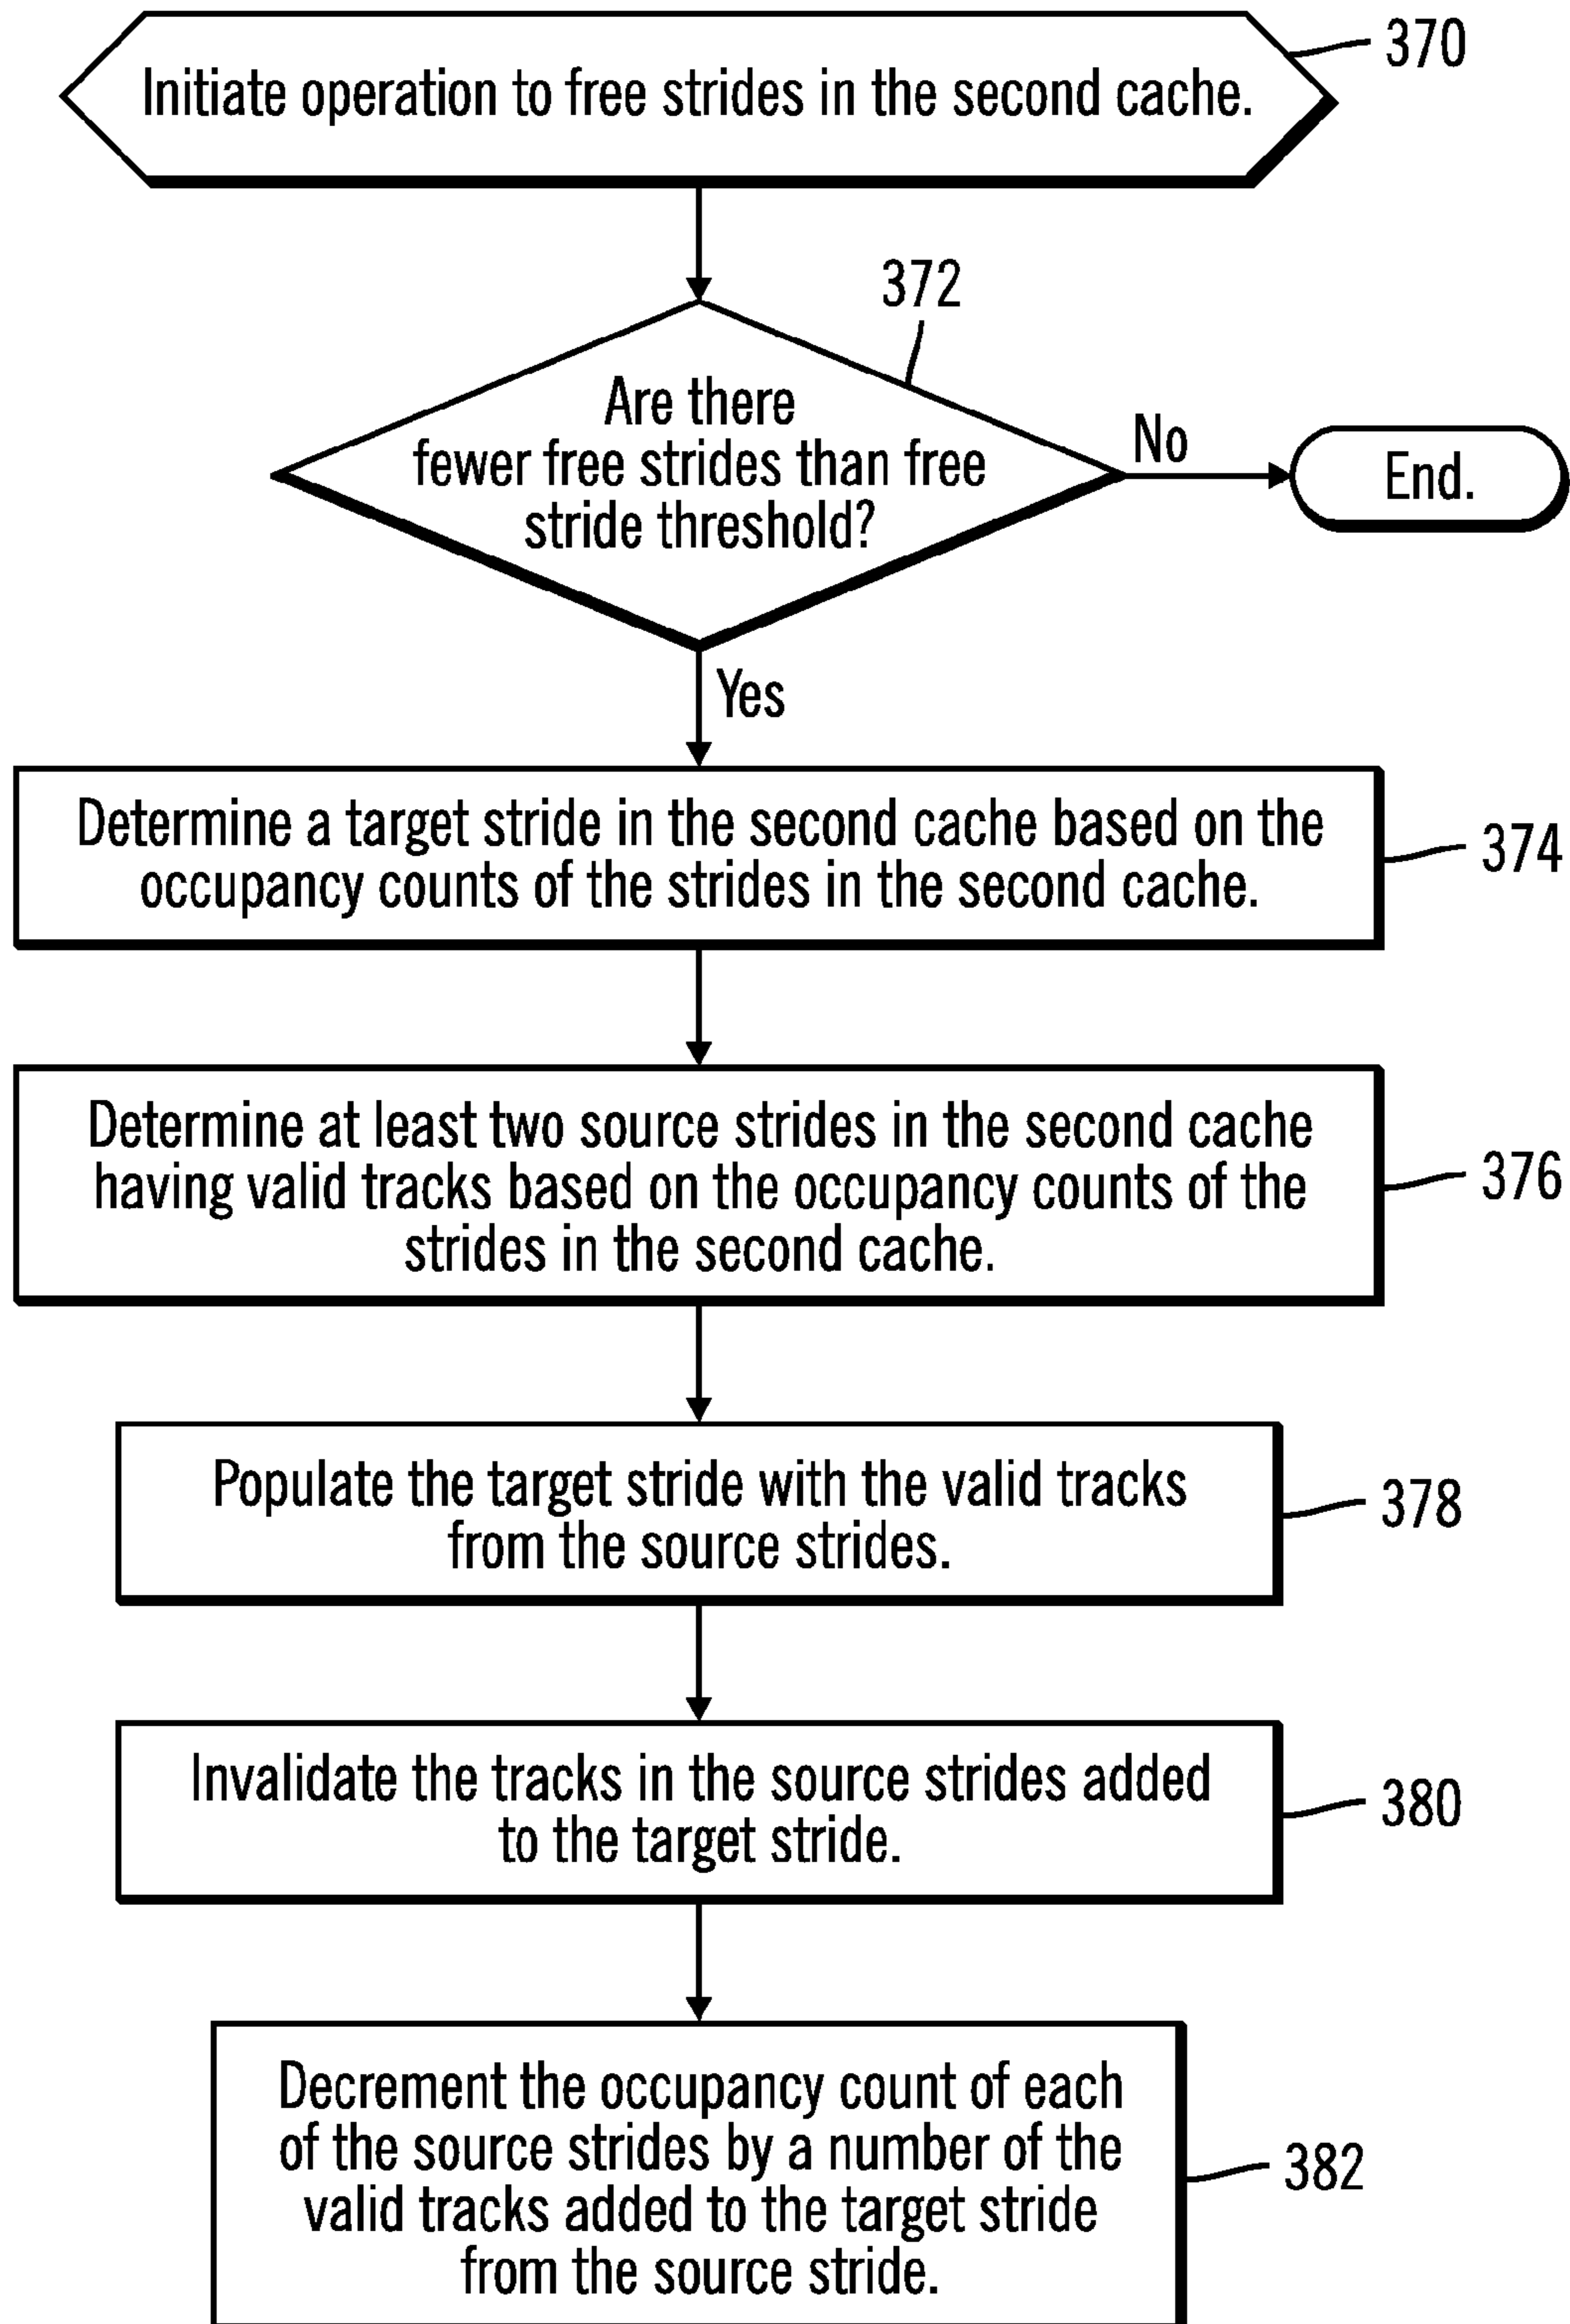 370
Initiate operation to free strides in the second cache.
372
Are there
fewer free strides than free
stride threshold?
No
End.
Yes
Determine a target stride in the second cache based on the
occupancy counts of the strides in the second cache.
374
Determine at least two source strides in the second cache
having valid tracks based on the occupancy counts of the
strides in the second cache.
376
Populate the target stride with the valid tracks
from the source strides.
378
Invalidate the tracks in the source strides added
to the target stride.
380
Decrement the occupancy count of each
of the source strides by a number of the
valid tracks added to the target stride
from the source stride.
382